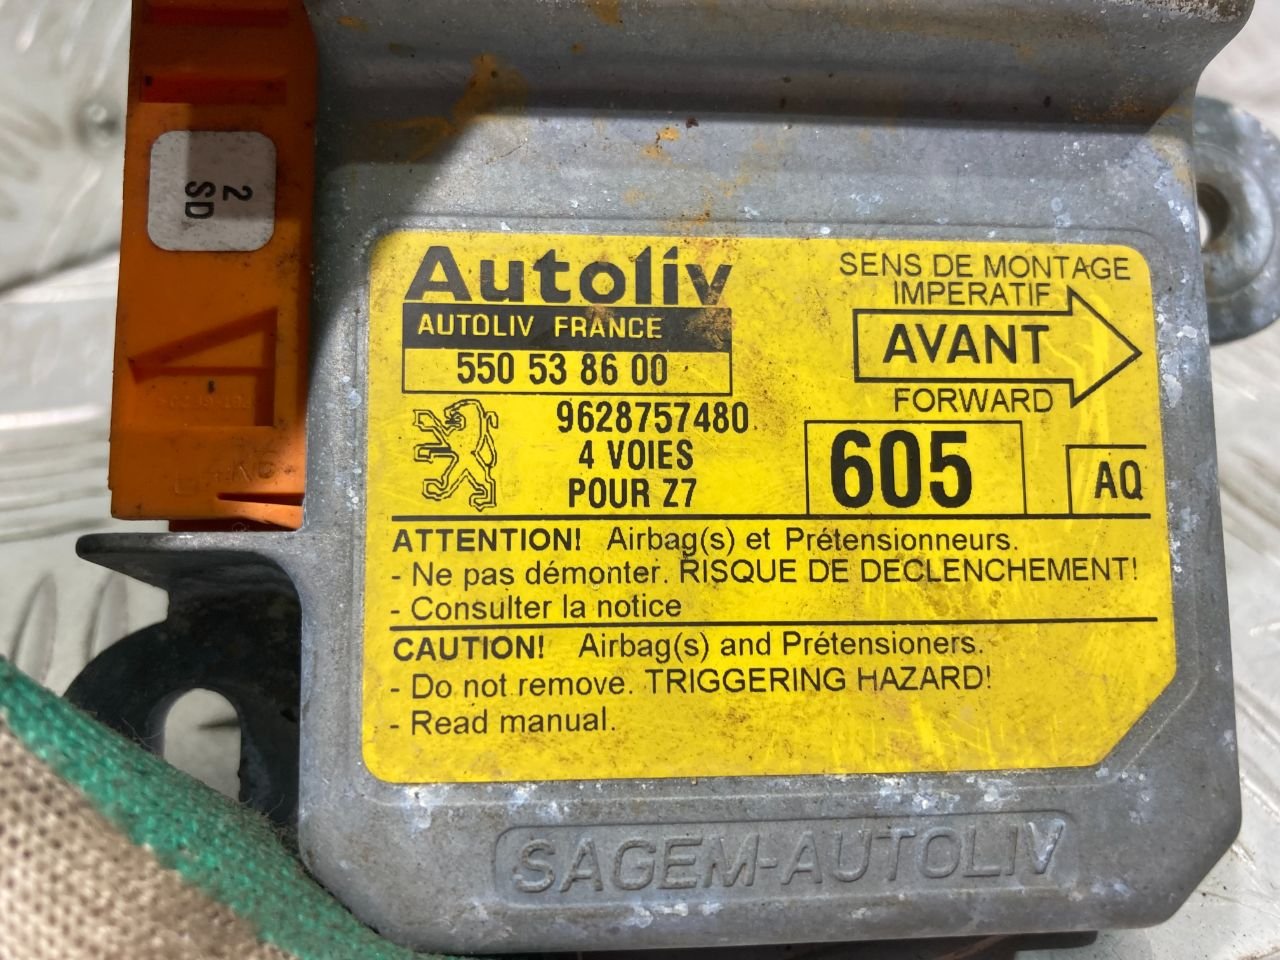 2
SD
Autoliv
AUTOLIV FRANCE
550 53 86 00
9628757480
4 VOIES
POUR Z7
SENS DE MONTAGE
IMPERATIF
AVANT
FORWARD
605
AQ
ATTENTION! Airbag(s) et Prétensionneurs.
- Ne pas démonter. RISQUE DE DECLENCHEMENT!
- Consulter la notice
CAUTION! Airbag(s) and Prétensioners.
- Do not remove. TRIGGERING HAZARD!
- Read manual.
SAGEM-AUTOLIV